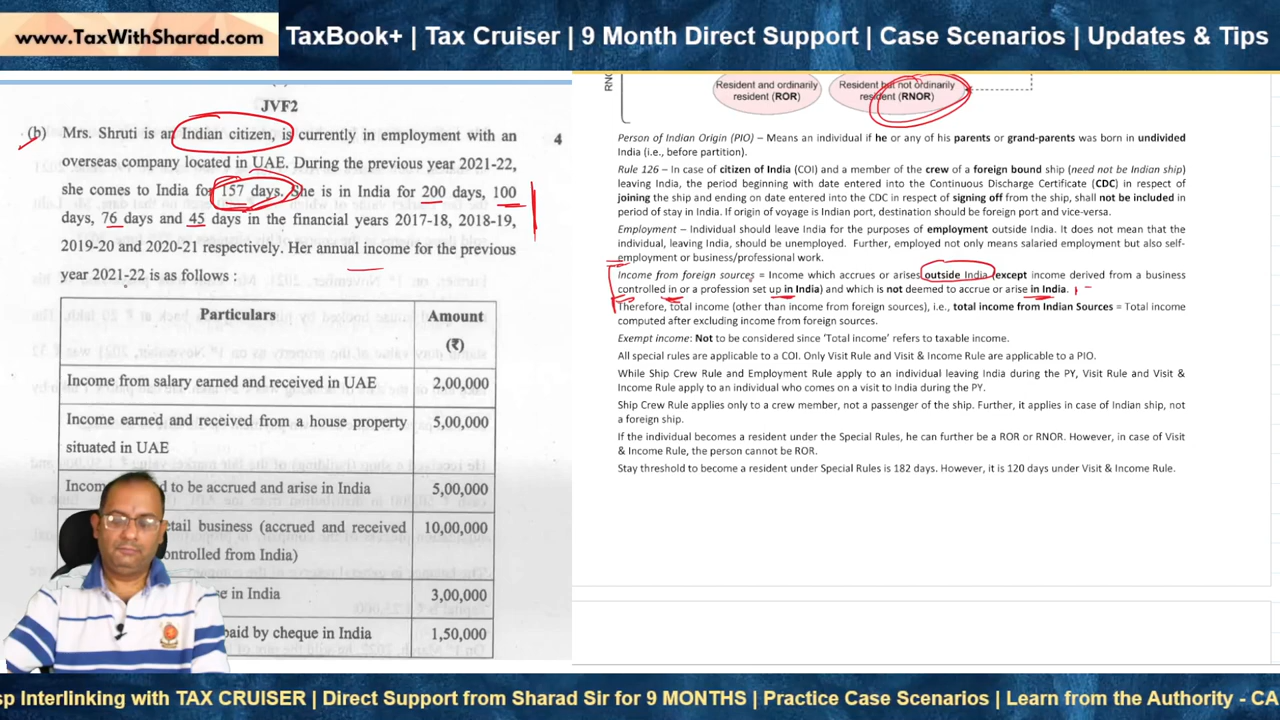 www.TaxWithSharad.com
TaxBook+ | Tax Cruiser | 9 Month Direct Support | Case Scenarios | Updates & Tips
JVF2
(b) Mrs. Shruti is an Indian citizen, is currently in employment with an 4
overseas company located in UAE. During the previous year 2021-22,
she comes to India for 157 days. She is in India for 200 days, 100
days, 76 days and 45 days in the financial years 2017-18, 2018-19,
2019-20 and 2020-21 respectively. Her annual income for the previous
year 2021-22 is as follows :
Particulars Amount
(₹)
Income from salary earned and received in UAE 2,00,000
Income earned and received from a house property 5,00,000
situated in UAE
to be accrued and arise in India 5,00,000
etail business (accrued and received 10,00,000
ontrolled from India)
in India 3,00,000
paid by cheque in India 1,50,000
RNO
Resident and ordinarily
resident (ROR)
Resident but not ordinarily
resident (RNOR)
Person of Indian Origin (PIO) – Means an individual if he or any of his parents or grand-parents was born in undivided
India (i.e., before partition).
Rule 126 – In case of citizen of India (COI) and a member of the crew of a foreign bound ship (need not be Indian ship)
leaving India, the period beginning with date entered into the Continuous Discharge Certificate (CDC) in respect of
joining the ship and ending on date entered into the CDC in respect of signing off from the ship, shall not be included in
period of stay in India. If origin of voyage is Indian port, destination should be foreign port and vice-versa.
Employment – Individual should leave India for the purposes of employment outside India. It does not mean that the
individual, leaving India, should be unemployed. Further, employed not only means salaried employment but also self-
employment or business/professional work.
Income from foreign sources = Income which accrues or arises outside India (except income derived from a business
controlled in or a profession set up in India) and which is not deemed to accrue or arise in India.
Therefore, total income (other than income from foreign sources), i.e., total income from Indian Sources = Total income
computed after excluding income from foreign sources.
Exempt income: Not to be considered since 'Total income' refers to taxable income.
All special rules are applicable to a COI. Only Visit Rule and Visit & Income Rule are applicable to a PIO.
While Ship Crew Rule and Employment Rule apply to an individual leaving India during the PY, Visit Rule and Visit &
Income Rule apply to an individual who comes on a visit to India during the PY.
Ship Crew Rule applies only to a crew member, not a passenger of the ship. Further, it applies in case of Indian ship, not
a foreign ship.
If the individual becomes a resident under the Special Rules, he can further be a ROR or RNOR. However, in case of Visit
& Income Rule, the person cannot be ROR.
Stay threshold to become a resident under Special Rules is 182 days. However, it is 120 days under Visit & Income Rule.
sp Interlinking with TAX CRUISER | Direct Support from Sharad Sir for 9 MONTHS | Practice Case Scenarios | Learn from the Authority - CA